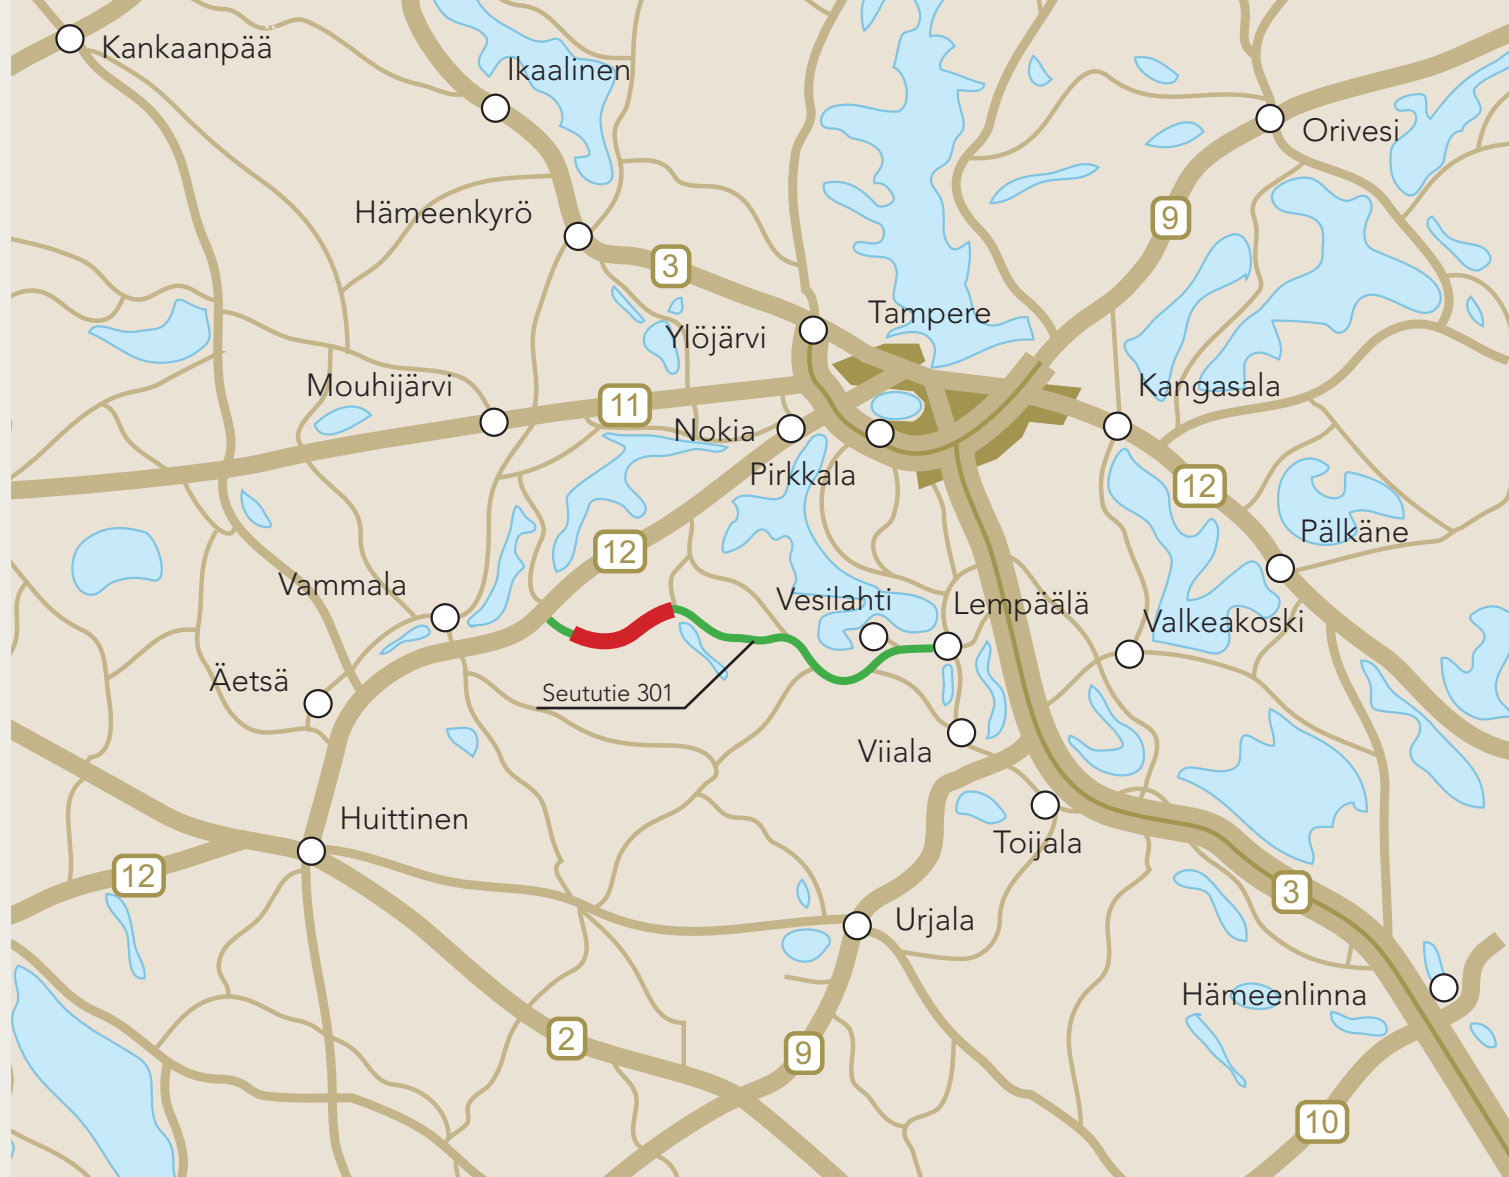 Kankaanpää
Ikaalinen
Orivesi
Hämeenkyrö
9
3
Tampere
Ylöjärvi
Mouhijärvi
Kangasala
11
Nokia
Pirkkala
12
Pälkäne
12
Vammala
Vesilahti
Lempäälä
Valkeakoski
Äetsä
Seututie 301
Viiala
Huittinen
Toijala
12
3
Urjala
Hämeenlinna
2
9
10